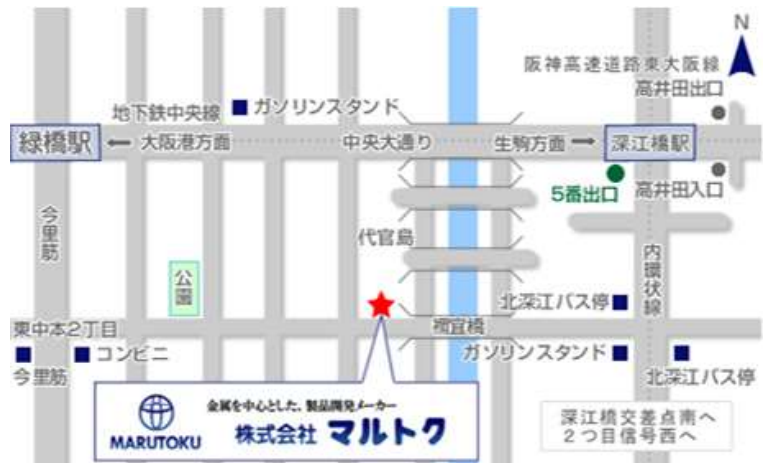 N
阪神高速道路東大阪線
高井田出口
地下鉄中央線
ガソリンスタンド
緑橋駅
← 大阪港方面
中央大通り
生駒方面 →
深江橋駅
5番出口
高井田入口
今里筋
代官島
内環状線
公園
北深江バス停
東中本2丁目
コンビニ
今里筋
ガソリンスタンド
北深江バス停
金属を中心とした、製品開発メーカー
MARUTOKU
株式会社 マルトク
深江橋交差点南へ
2つ目信号西へ